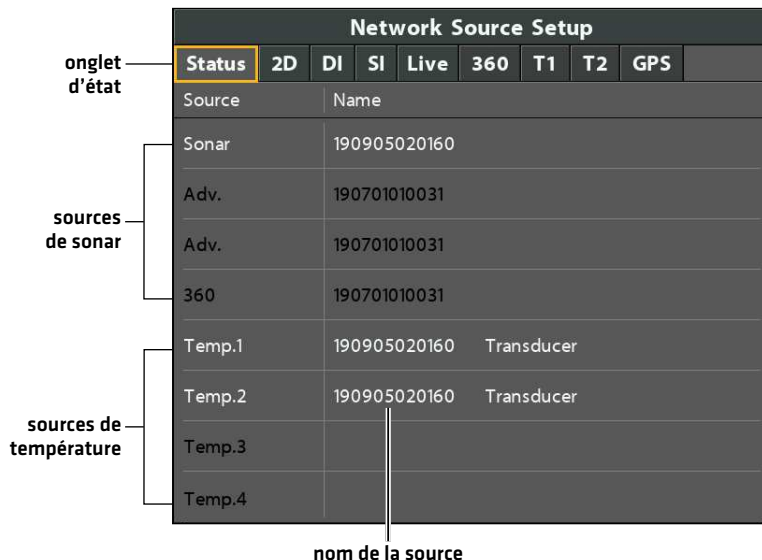 Network Source Setup
onglet
d'état
Status 2D DI SI Live 360 T1 T2 GPS
Source Name
Sonar 190905020160
Adv. 190701010031
sources
de sonar
Adv. 190701010031
360 190701010031
Temp.1 190905020160 Transducer
Temp.2 190905020160 Transducer
sources de
température
Temp.3
Temp.4
nom de la source